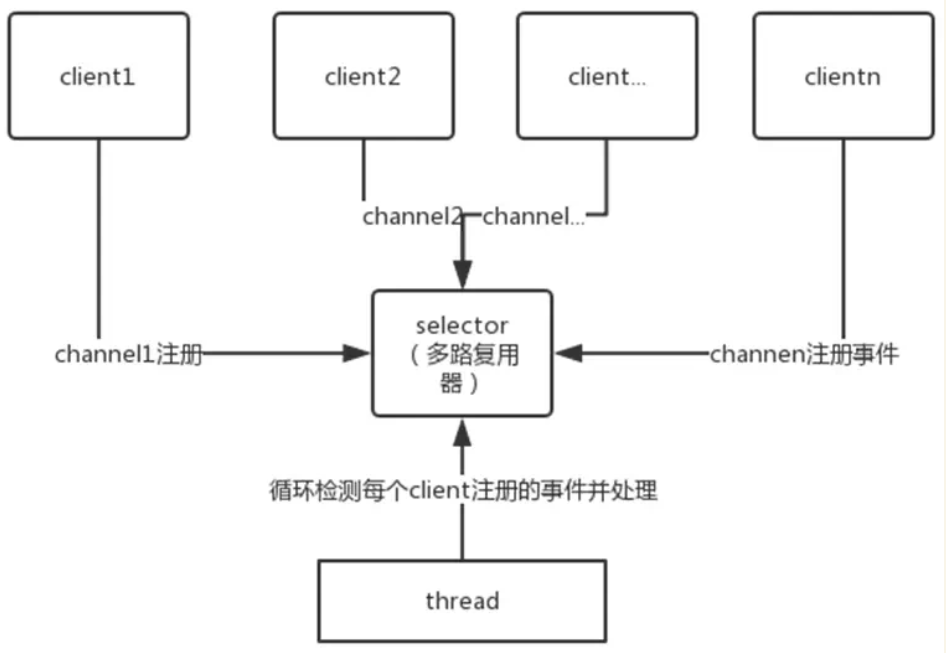 client1
client2
client...
clientn
channel2
channel...
selector
（多路复用
器）
channel1注册
channen注册事件
循环检测每个client注册的事件并处理
thread